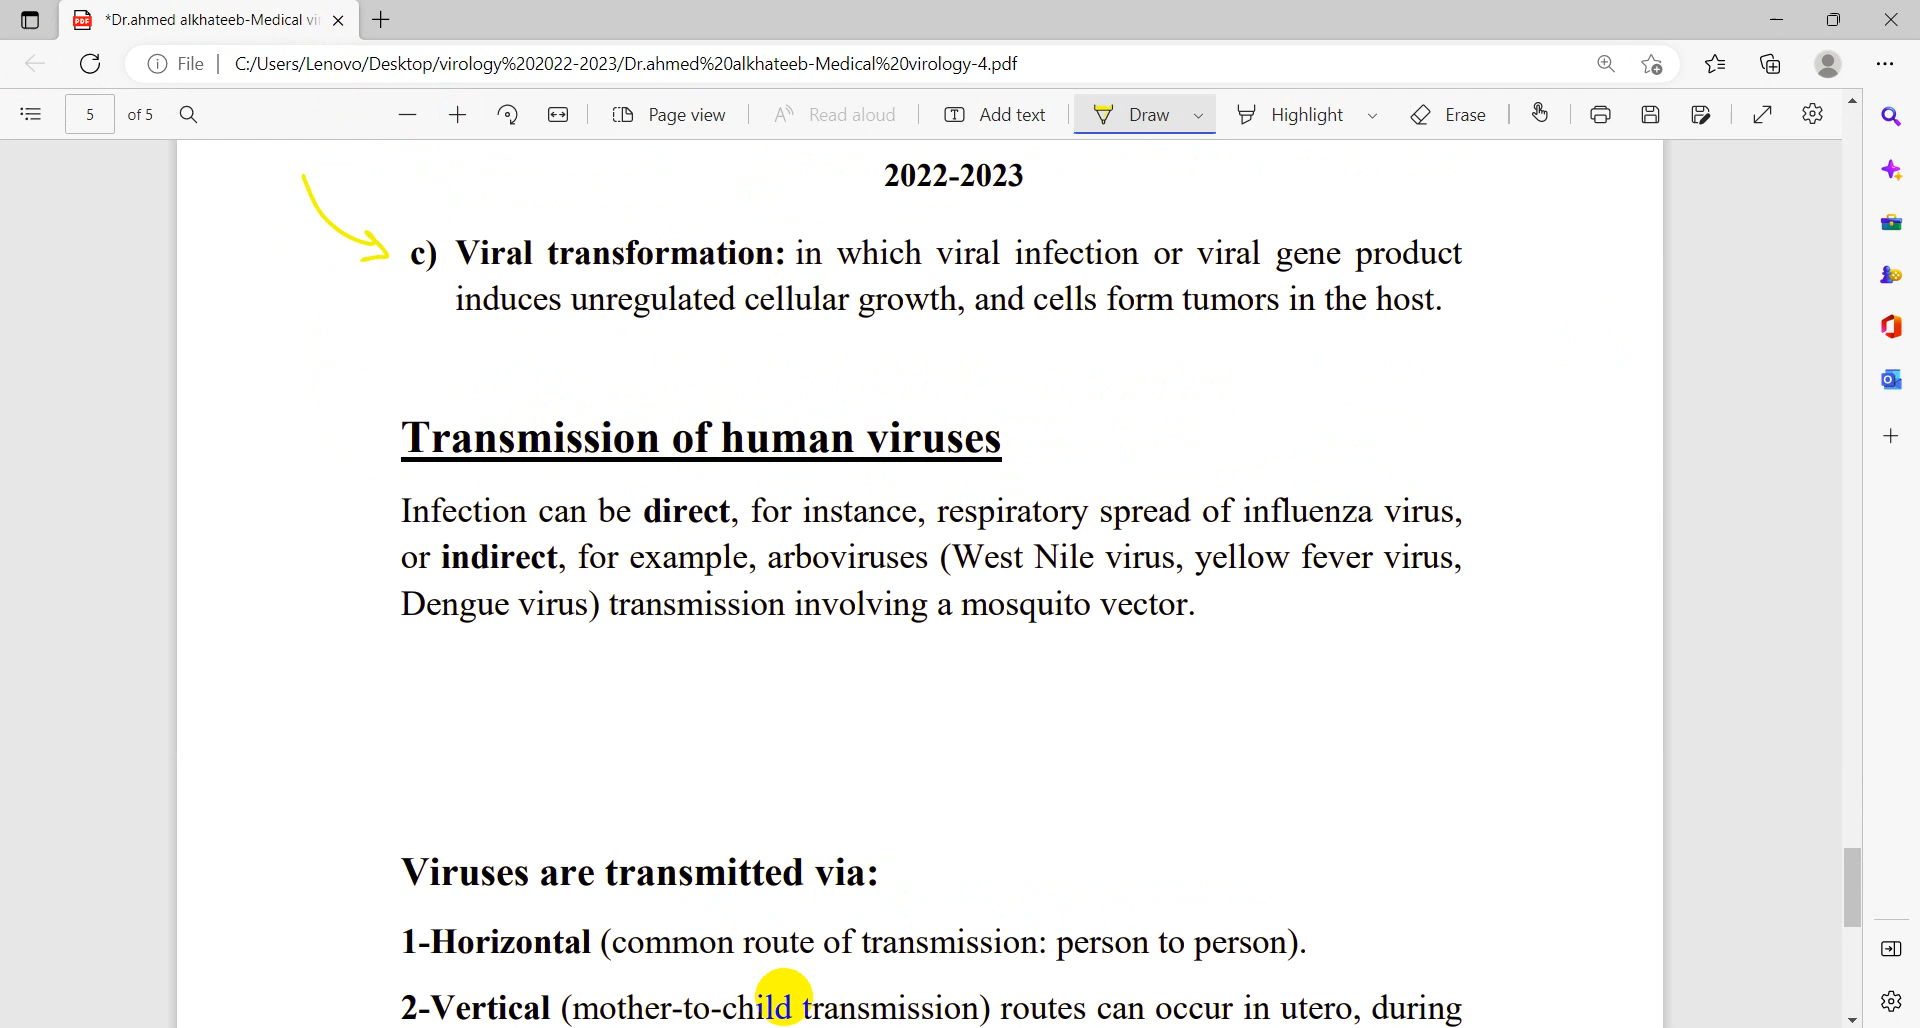 *Dr.ahmed alkhateeb-Medical vi
File
C:/Users/Lenovo/Desktop/virology%202022-2023/Dr.ahmed%20alkhateeb-Medical%20virology-4.pdf
5 of 5
Page view
Read aloud
Add text
Draw
Highlight
Erase
2022-2023
c) Viral transformation: in which viral infection or viral gene product
induces unregulated cellular growth, and cells form tumors in the host.
Transmission of human viruses
Infection can be direct, for instance, respiratory spread of influenza virus,
or indirect, for example, arboviruses (West Nile virus, yellow fever virus,
Dengue virus) transmission involving a mosquito vector.
Viruses are transmitted via:
1-Horizontal (common route of transmission: person to person).
2-Vertical (mother-to-child transmission) routes can occur in utero, during